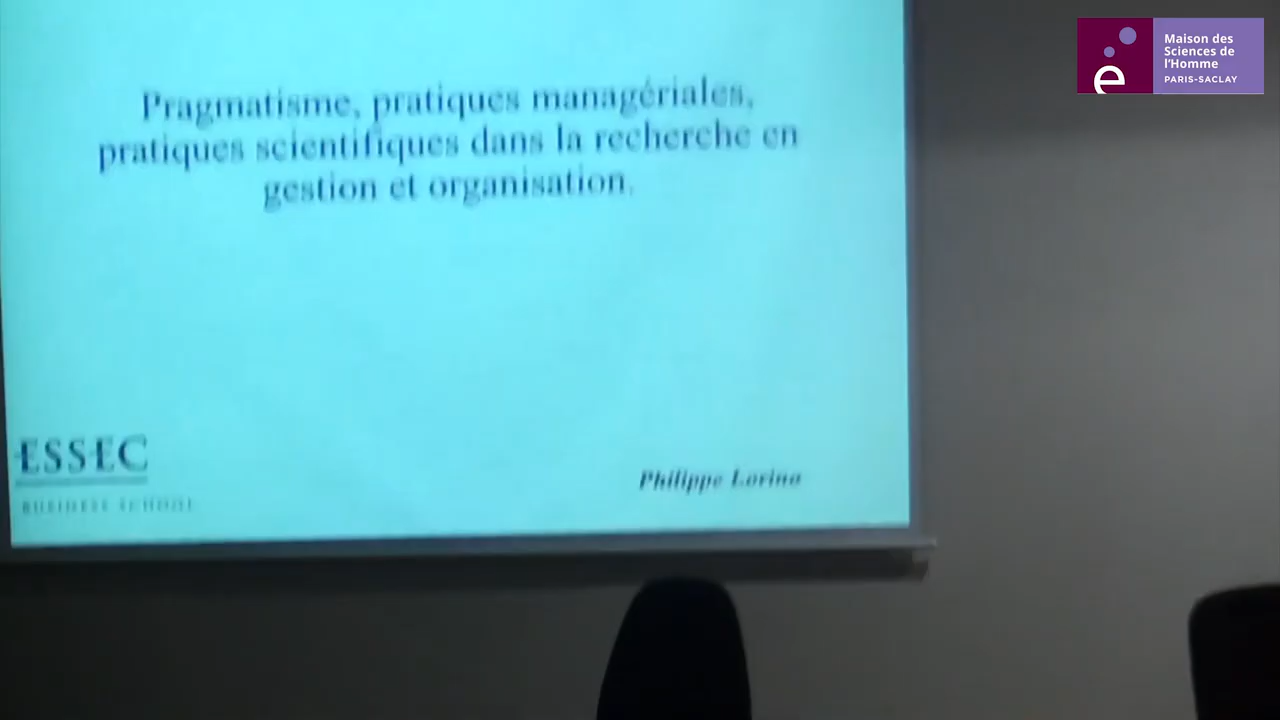 Maison des
Sciences de
l'Homme
PARIS-SACLAY
Pragmatisme, pratiques managériales,
pratiques scientifiques dans la recherche en
gestion et organisation.
ESSEC
BUSINESS SCHOOL
Philippe Lorino